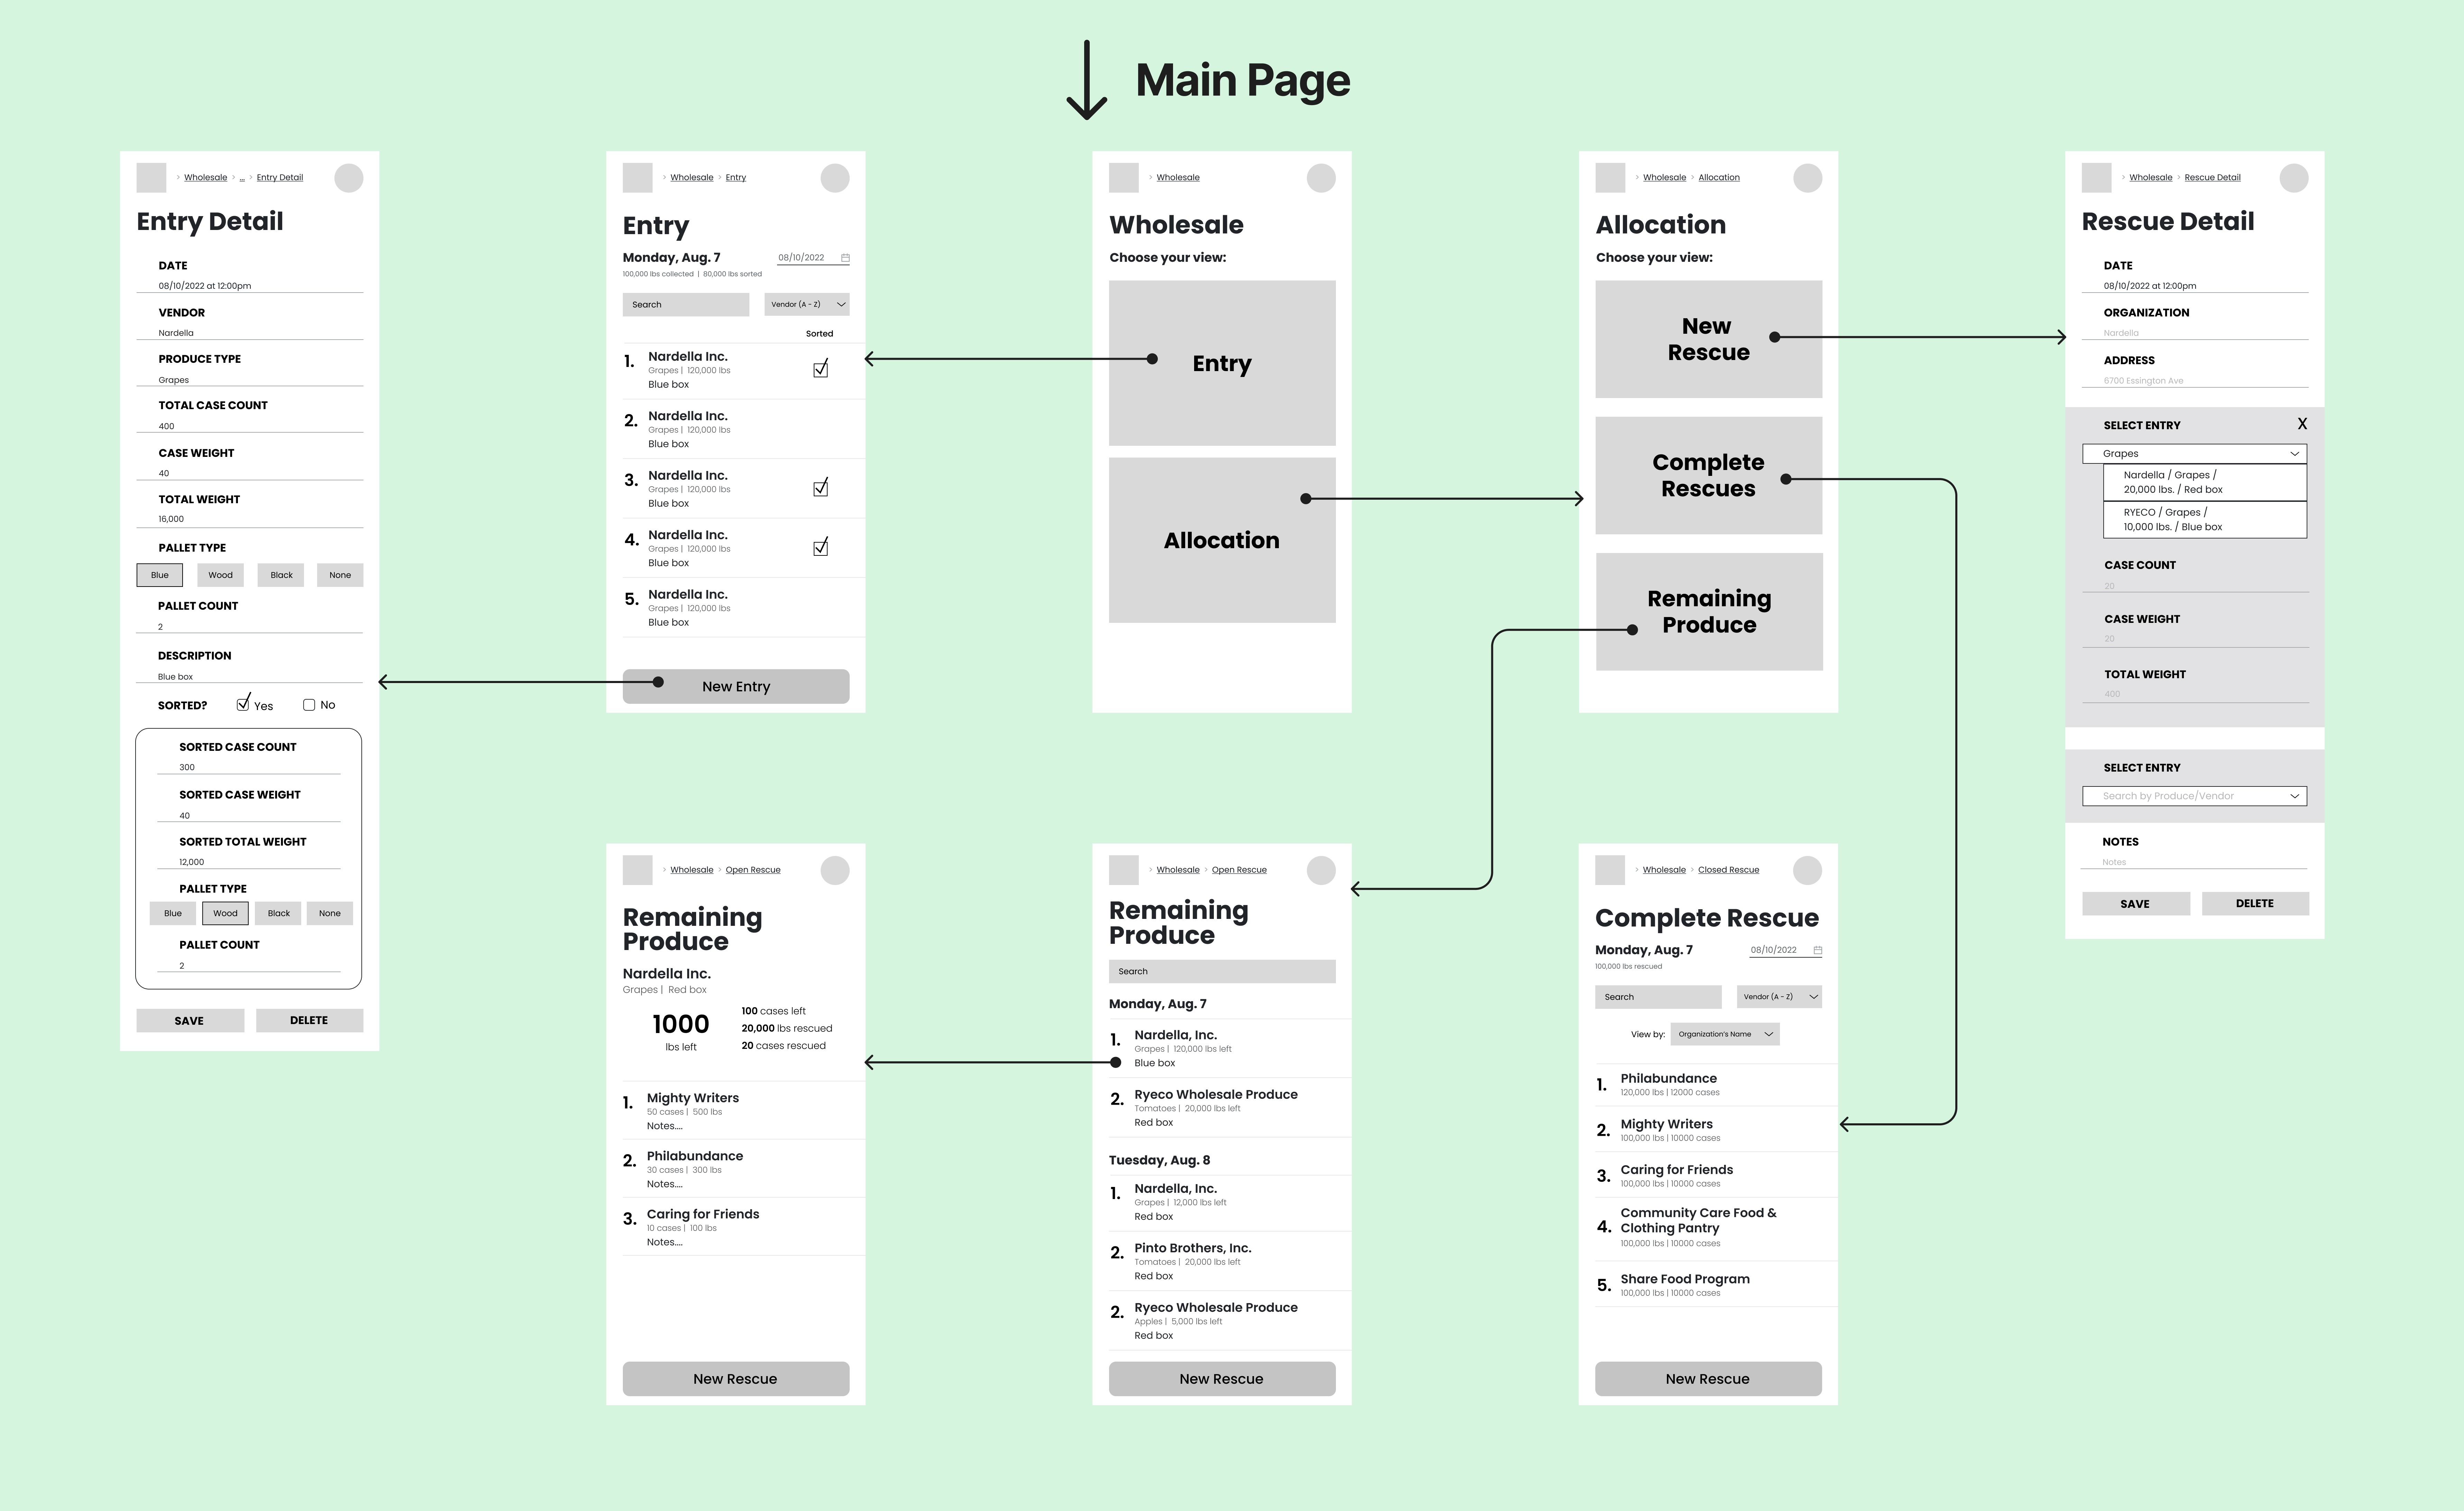 Main Page
Wholesale > ... > Entry Detail
Entry Detail
DATE
08/10/2022 at 12:00pm
VENDOR
Nardella
PRODUCE TYPE
Grapes
TOTAL CASE COUNT
400
CASE WEIGHT
40
TOTAL WEIGHT
16,000
PALLET TYPE
Blue Wood Black None
PALLET COUNT
2
DESCRIPTION
Blue box
SORTED? Yes No
SORTED CASE COUNT
300
SORTED CASE WEIGHT
40
SORTED TOTAL WEIGHT
12,000
PALLET TYPE
Blue Wood Black None
PALLET COUNT
2
SAVE DELETE
> Wholesale > Entry
Entry
Monday, Aug. 7 08/10/2022
100,000 lbs collected | 80,000 lbs sorted
Search Vendor (A - Z)
Sorted
1. Nardella Inc.
Grapes | 120,000 lbs
Blue box
2. Nardella Inc.
Grapes | 120,000 lbs
Blue box
3. Nardella Inc.
Grapes | 120,000 lbs
Blue box
4. Nardella Inc.
Grapes | 120,000 lbs
Blue box
5. Nardella Inc.
Grapes | 120,000 lbs
Blue box
New Entry
> Wholesale
Wholesale
Choose your view:
Entry
Allocation
> Wholesale > Allocation
Allocation
Choose your view:
New
Rescue
Complete
Rescues
Remaining
Produce
> Wholesale > Rescue Detail
Rescue Detail
DATE
08/10/2022 at 12:00pm
ORGANIZATION
Nardella
ADDRESS
6700 Essington Ave
SELECT ENTRY X
Grapes
Nardella / Grapes /
20,000 lbs. / Red box
RYECO / Grapes /
10,000 lbs. / Blue box
CASE COUNT
20
CASE WEIGHT
20
TOTAL WEIGHT
400
SELECT ENTRY
Search by Produce/Vendor
NOTES
Notes
SAVE DELETE
> Wholesale > Open Rescue
Remaining
Produce
Nardella Inc.
Grapes | Red box
1000
lbs left
100 cases left
20,000 lbs rescued
20 cases rescued
1. Mighty Writers
50 cases | 500 lbs
Notes....
2. Philabundance
30 cases | 300 lbs
Notes....
3. Caring for Friends
10 cases | 100 lbs
Notes....
New Rescue
> Wholesale > Open Rescue
Remaining
Produce
Search
Monday, Aug. 7
1. Nardella, Inc.
Grapes | 120,000 lbs left
Blue box
2. Ryeco Wholesale Produce
Tomatoes | 20,000 lbs left
Red box
Tuesday, Aug. 8
1. Nardella, Inc.
Grapes | 12,000 lbs left
Red box
2. Pinto Brothers, Inc.
Tomatoes | 20,000 lbs left
Red box
2. Ryeco Wholesale Produce
Apples | 5,000 lbs left
Red box
New Rescue
> Wholesale > Closed Rescue
Complete Rescue
Monday, Aug. 7 08/10/2022
100,000 lbs rescued
Search Vendor (A - Z)
View by: Organization's Name
1. Philabundance
120,000 lbs | 12000 cases
2. Mighty Writers
100,000 lbs | 10000 cases
3. Caring for Friends
100,000 lbs | 10000 cases
4. Community Care Food &
Clothing Pantry
100,000 lbs | 10000 cases
5. Share Food Program
100,000 lbs | 10000 cases
New Rescue